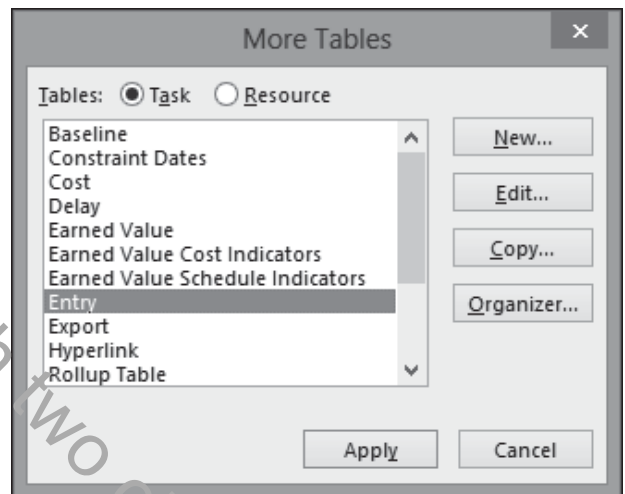 More Tables
Tables: Task Resource
Baseline
Constraint Dates
Cost
Delay
Earned Value
Earned Value Cost Indicators
Earned Value Schedule Indicators
Entry
Export
Hyperlink
Rollup Table
New...
Edit...
Copy...
Organizer...
Apply
Cancel
two